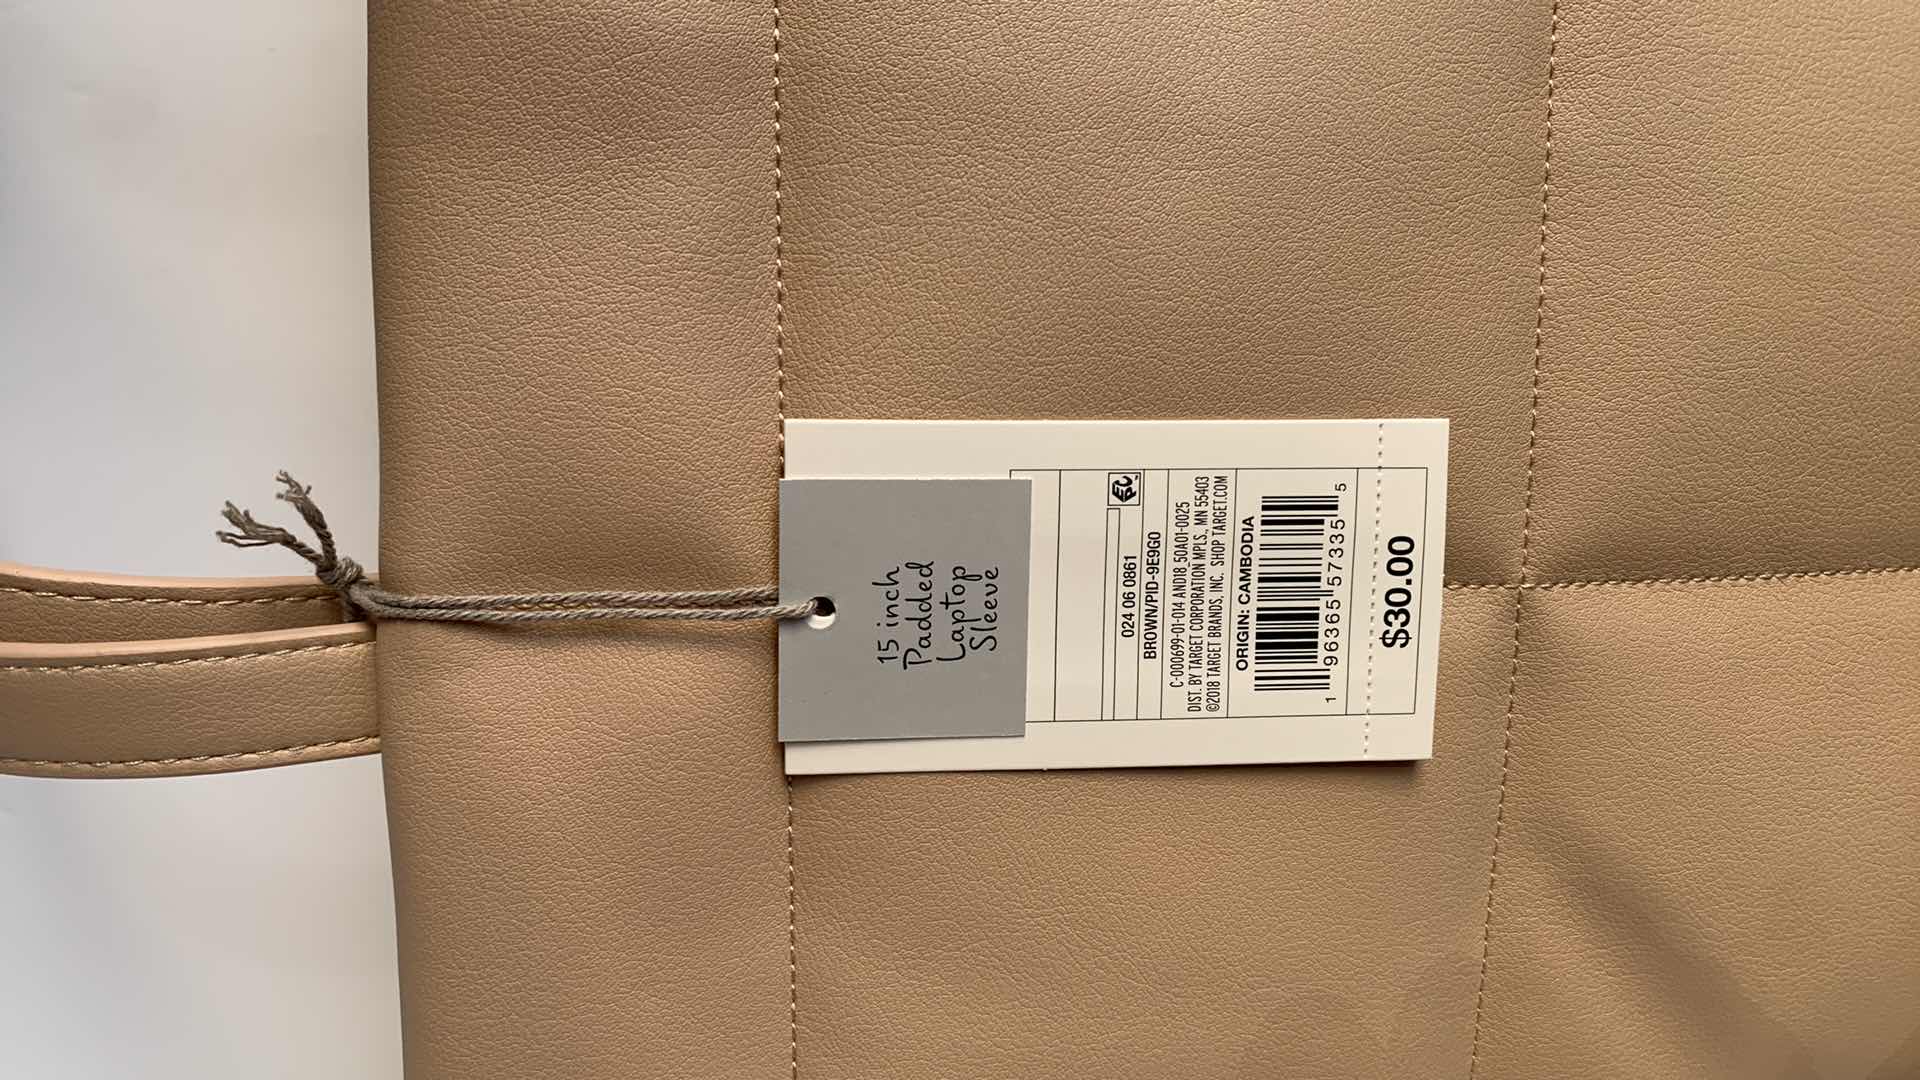 15 inch
Padded
Laptop
Sleeve
EPC
024 06 0861
BROWN/PID-9E9G0
C-000699-01-014 AND18_50A01-0025
DIST. BY TARGET CORPORATION MPLS., MN 55403
©2018 TARGET BRANDS, INC. SHOP TARGET.COM
ORIGIN: CAMBODIA
1 96365 57335 5
$30.00